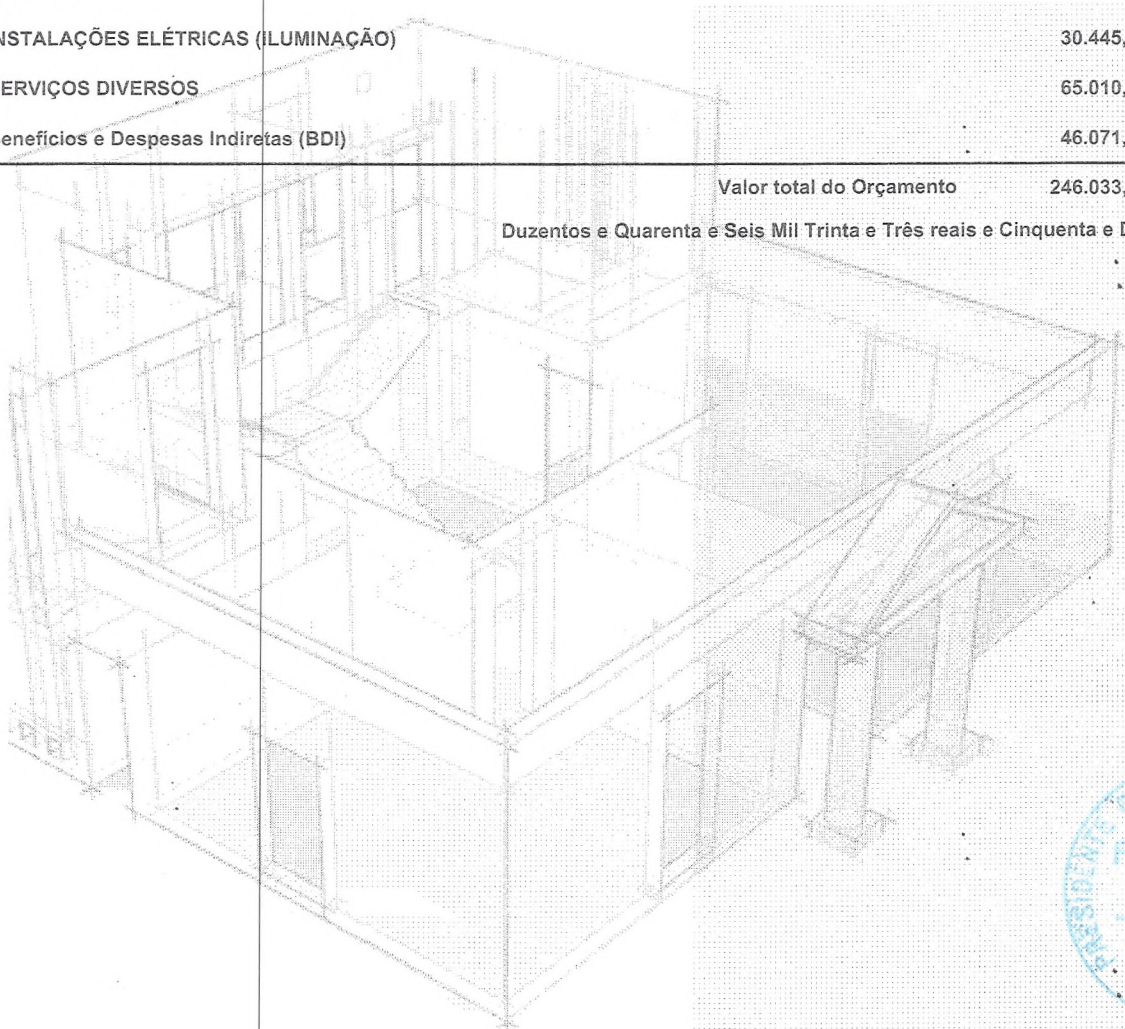 NSTALAÇÕES ELÉTRICAS (ILUMINAÇÃO) 30.445,
ERVIÇOS DIVERSOS 65.010,
enefícios e Despesas Indiretas (BDI) 46.071,
Valor total do Orçamento 246.033,
Duzentos e Quarenta e Seis Mil Trinta e Três reais e Cinquenta e D
PRESIDENTE